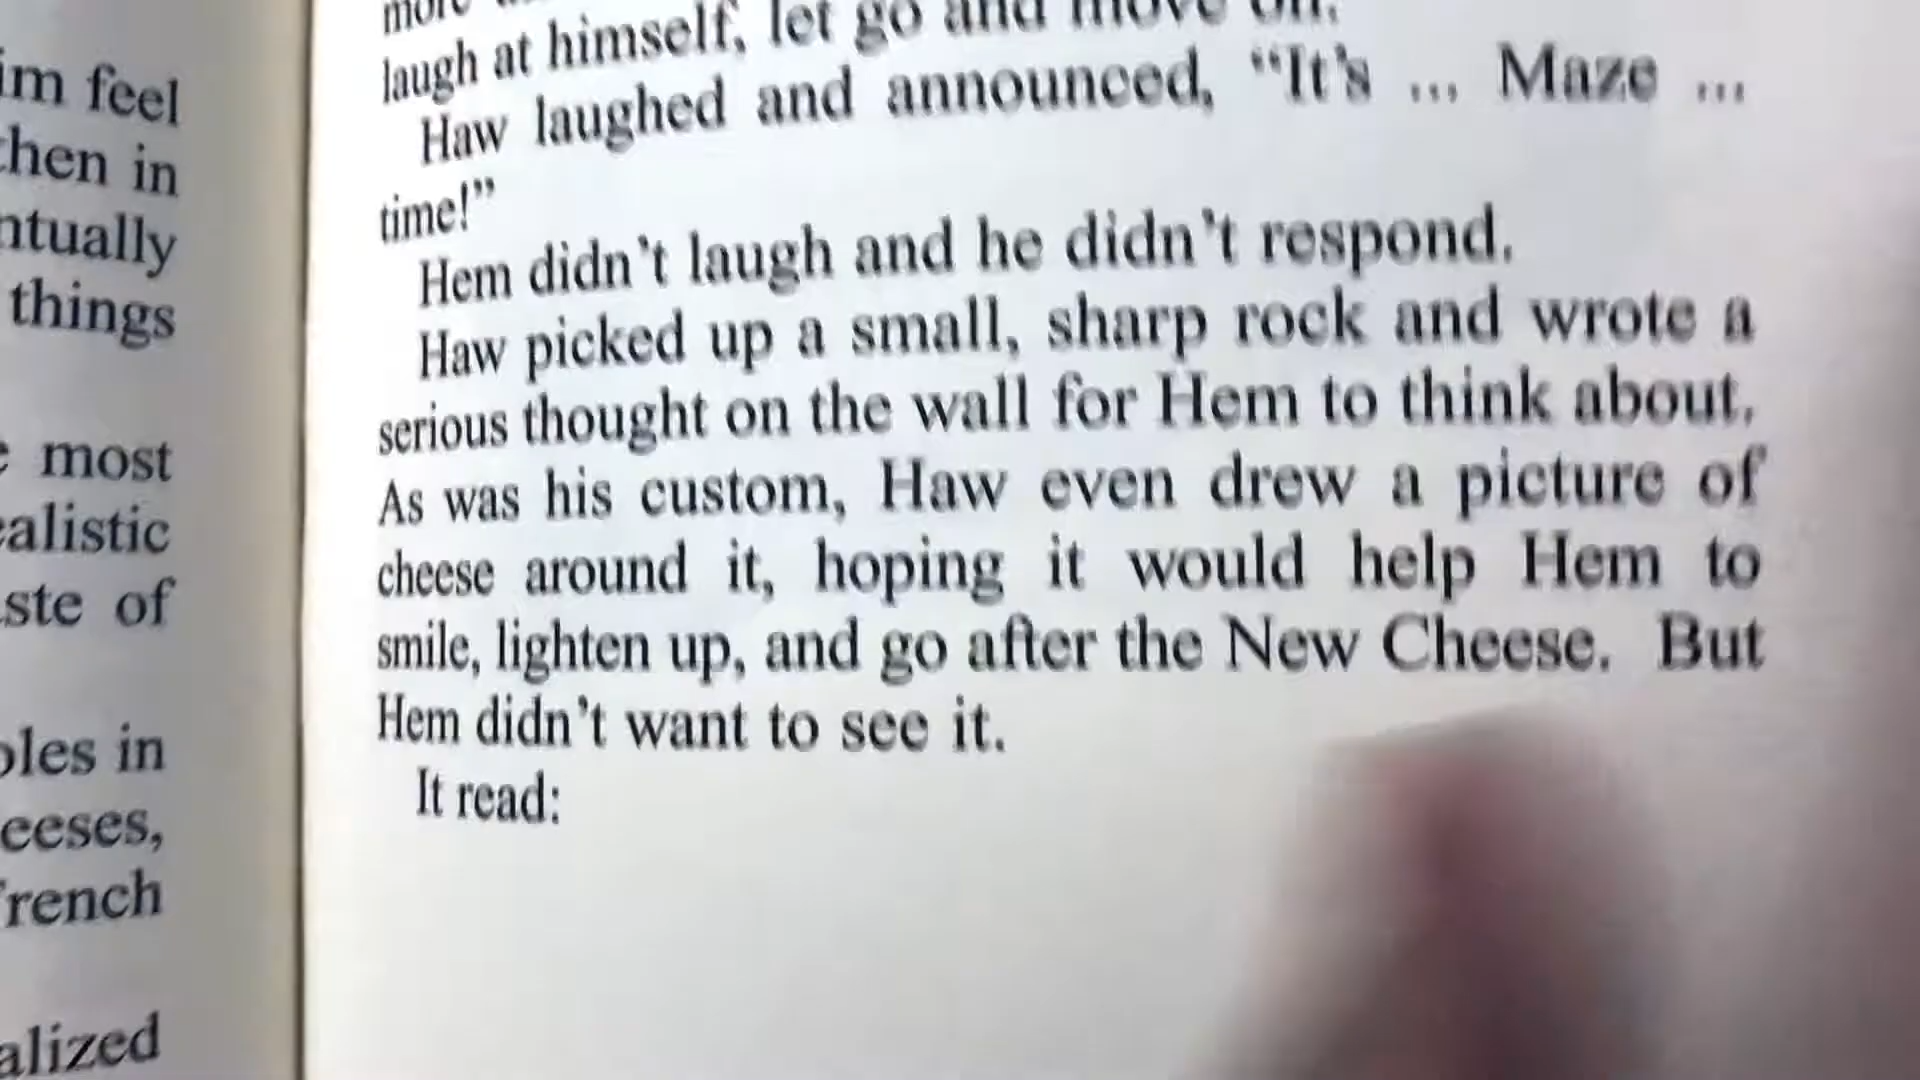 im feel
then in
ntually
things
most
alistic
ste of
oles in
eeses,
rench
alized
more
laugh at himself, let go and move on.
Haw laughed and announced, “It’s ... Maze ...
time!”
Hem didn’t laugh and he didn’t respond.
Haw picked up a small, sharp rock and wrote a
serious thought on the wall for Hem to think about.
As was his custom, Haw even drew a picture of
cheese around it, hoping it would help Hem to
smile, lighten up, and go after the New Cheese. But
Hem didn’t want to see it.
It read: